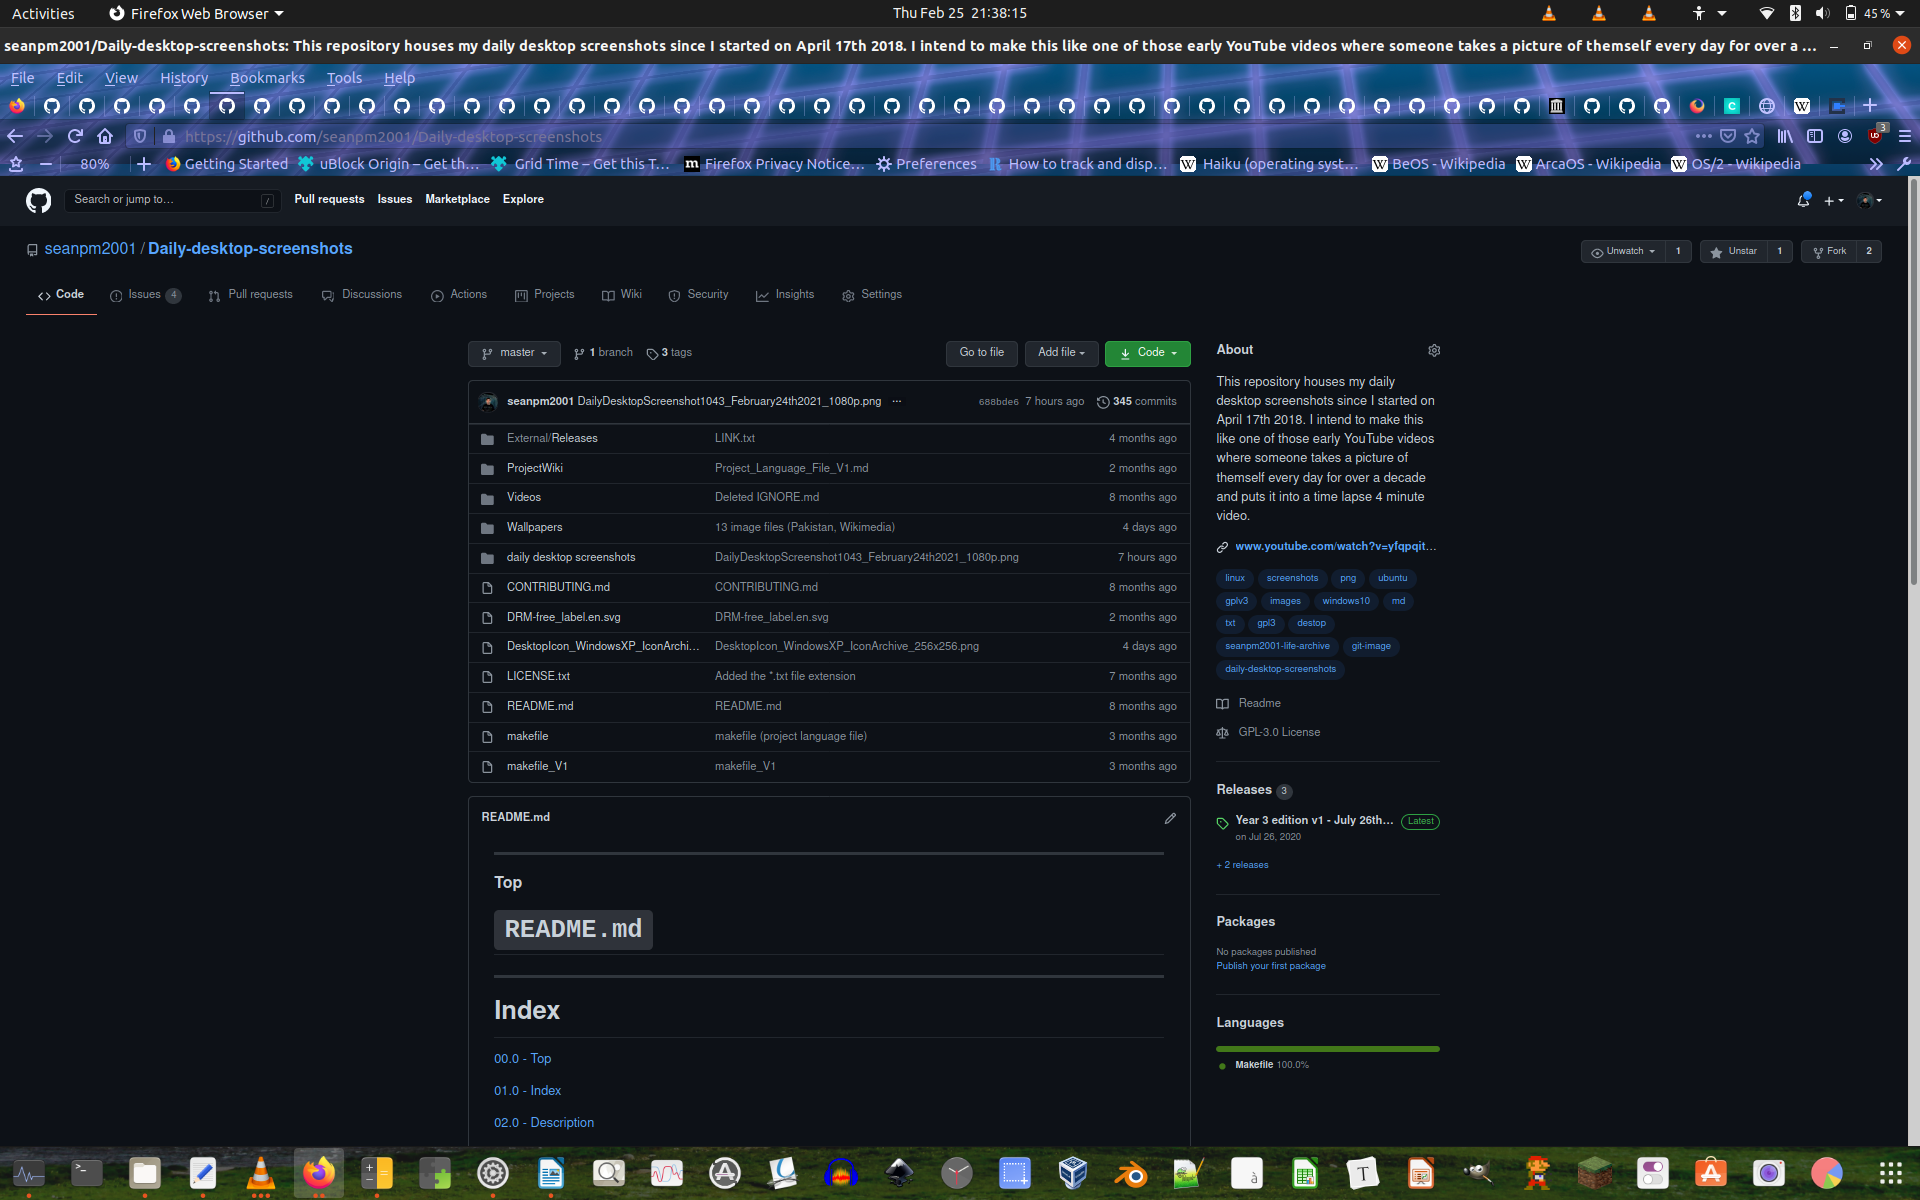 Activities Firefox Web Browser Thu Feb 25 21:38:15 45 %
seanpm2001/Daily-desktop-screenshots: This repository houses my daily desktop screenshots since I started on April 17th 2018. I intend to make this like one of those early YouTube videos where someone takes a picture of themself every day for over a ...
File Edit View History Bookmarks Tools Help
https://github.com/seanpm2001/Daily-desktop-screenshots 3
80% Getting Started uBlock Origin – Get th… Grid Time – Get this T… Firefox Privacy Notice… Preferences How to track and disp… Haiku (operating syst… BeOS - Wikipedia ArcaOS - Wikipedia OS/2 - Wikipedia
Search or jump to… / Pull requests Issues Marketplace Explore
seanpm2001 / Daily-desktop-screenshots Unwatch 1 Unstar 1 Fork 2
Code Issues 4 Pull requests Discussions Actions Projects Wiki Security Insights Settings
master 1 branch 3 tags Go to file Add file Code
seanpm2001 DailyDesktopScreenshot1043_February24th2021_1080p.png ... 688bde6 7 hours ago 345 commits
External/Releases LINK.txt 4 months ago
ProjectWiki Project_Language_File_V1.md 2 months ago
Videos Deleted IGNORE.md 8 months ago
Wallpapers 13 image files (Pakistan, Wikimedia) 4 days ago
daily desktop screenshots DailyDesktopScreenshot1043_February24th2021_1080p.png 7 hours ago
CONTRIBUTING.md CONTRIBUTING.md 8 months ago
DRM-free_label.en.svg DRM-free_label.en.svg 2 months ago
DesktopIcon_WindowsXP_IconArchi… DesktopIcon_WindowsXP_IconArchive_256x256.png 4 days ago
LICENSE.txt Added the *.txt file extension 7 months ago
README.md README.md 8 months ago
makefile makefile (project language file) 3 months ago
makefile_V1 makefile_V1 3 months ago
README.md
Top
README.md
Index
00.0 - Top
01.0 - Index
02.0 - Description
About
This repository houses my daily
desktop screenshots since I started on
April 17th 2018. I intend to make this
like one of those early YouTube videos
where someone takes a picture of
themself every day for over a decade
and puts it into a time lapse 4 minute
video.
www.youtube.com/watch?v=yfqpqit…
linux screenshots png ubuntu
gplv3 images windows10 md
txt gpl3 destop
seanpm2001-life-archive git-image
daily-desktop-screenshots
Readme
GPL-3.0 License
Releases 3
Year 3 edition v1 - July 26th… Latest
on Jul 26, 2020
+ 2 releases
Packages
No packages published
Publish your first package
Languages
Makefile 100.0%